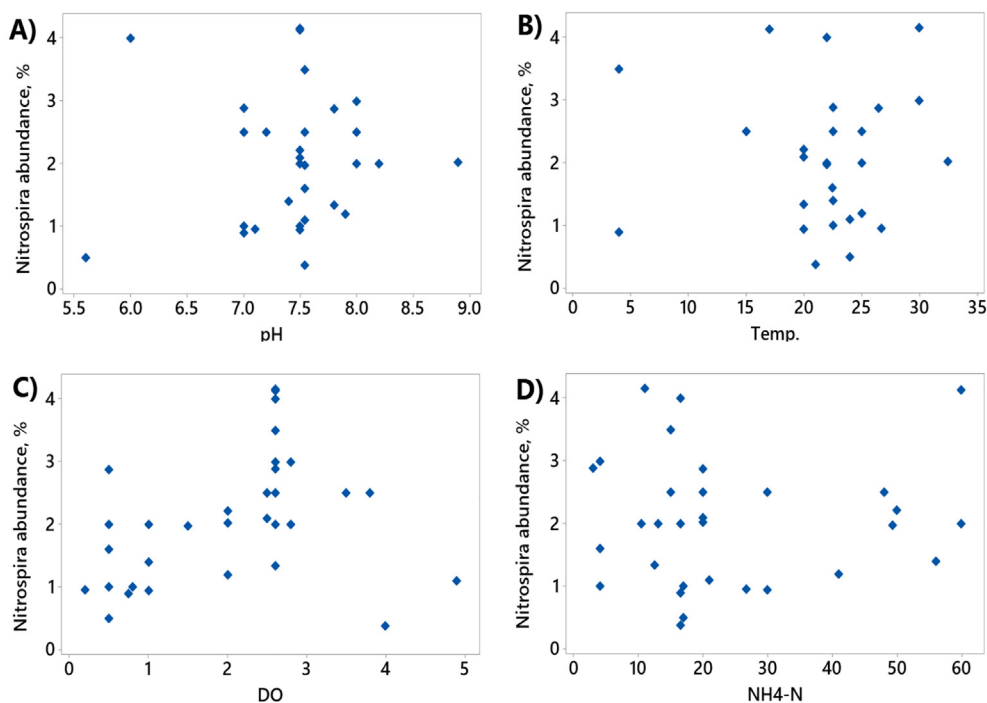 A)
Nitrospira abundance, %
4
3
2
1
0
5.5 6.0 6.5 7.0 7.5 8.0 8.5 9.0
pH
B)
Nitrospira abundance, %
4
3
2
1
0
0 5 10 15 20 25 30 35
Temp.
C)
Nitrospira abundance, %
4
3
2
1
0
0 1 2 3 4 5
DO
D)
Nitrospira abundance, %
4
3
2
1
0
0 10 20 30 40 50 60
NH4-N